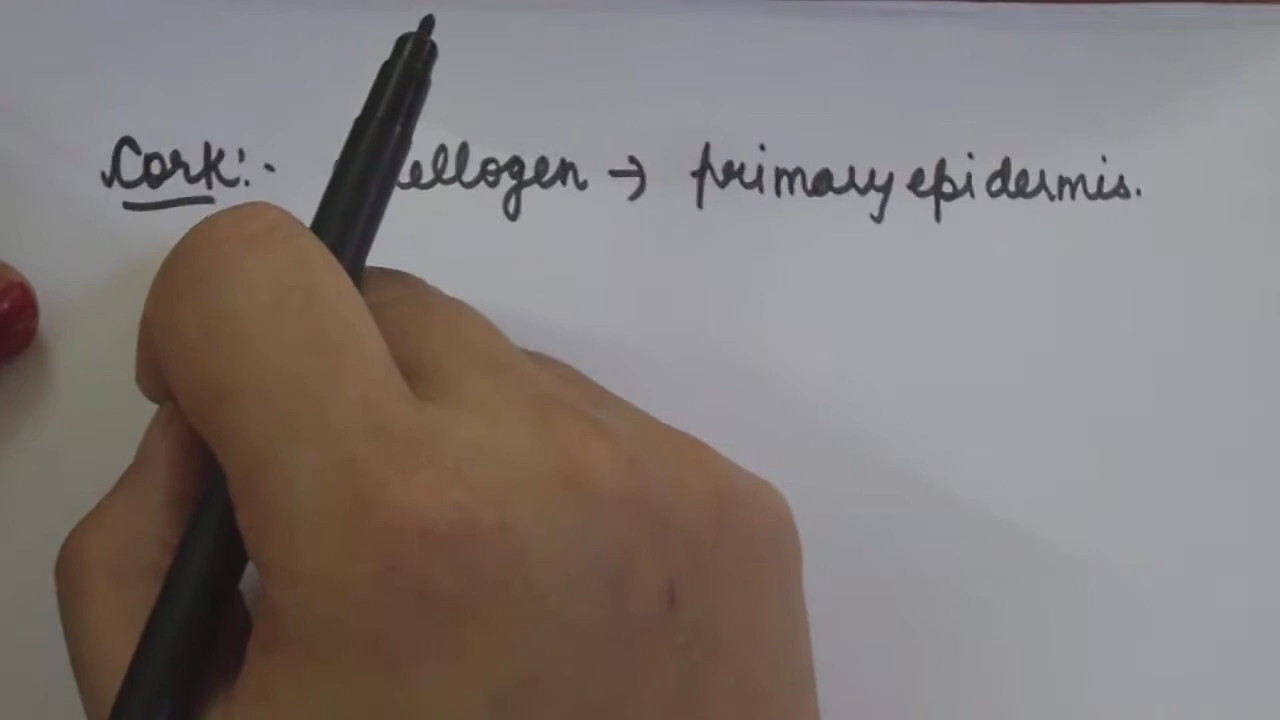 Cork:- ellogen → primary epidermis.